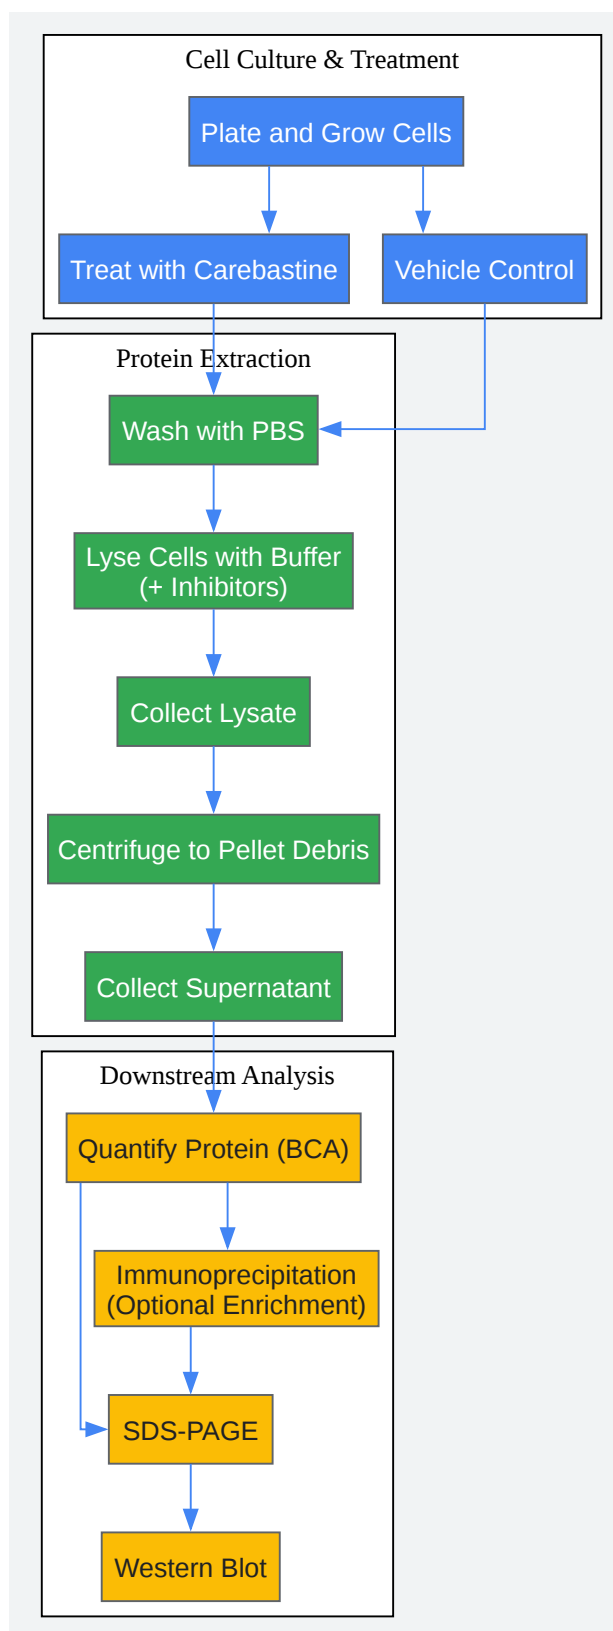 Cell Culture & Treatment
Plate and Grow Cells
Treat with Carebastine
Vehicle Control
Protein Extraction
Wash with PBS
Lyse Cells with Buffer
(+ Inhibitors)
Collect Lysate
Centrifuge to Pellet Debris
Collect Supernatant
Downstream Analysis
Quantify Protein (BCA)
Immunoprecipitation
(Optional Enrichment)
SDS-PAGE
Western Blot